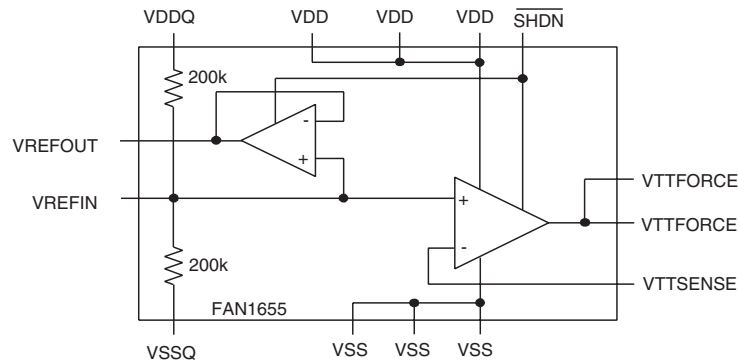 VDDQ VDD VDD VDD SHDN
200k
-
VREFOUT
+
VTTFORCE
VREFIN
+
VTTFORCE
-
200k
VTTSENSE
FAN1655
VSSQ VSS VSS VSS